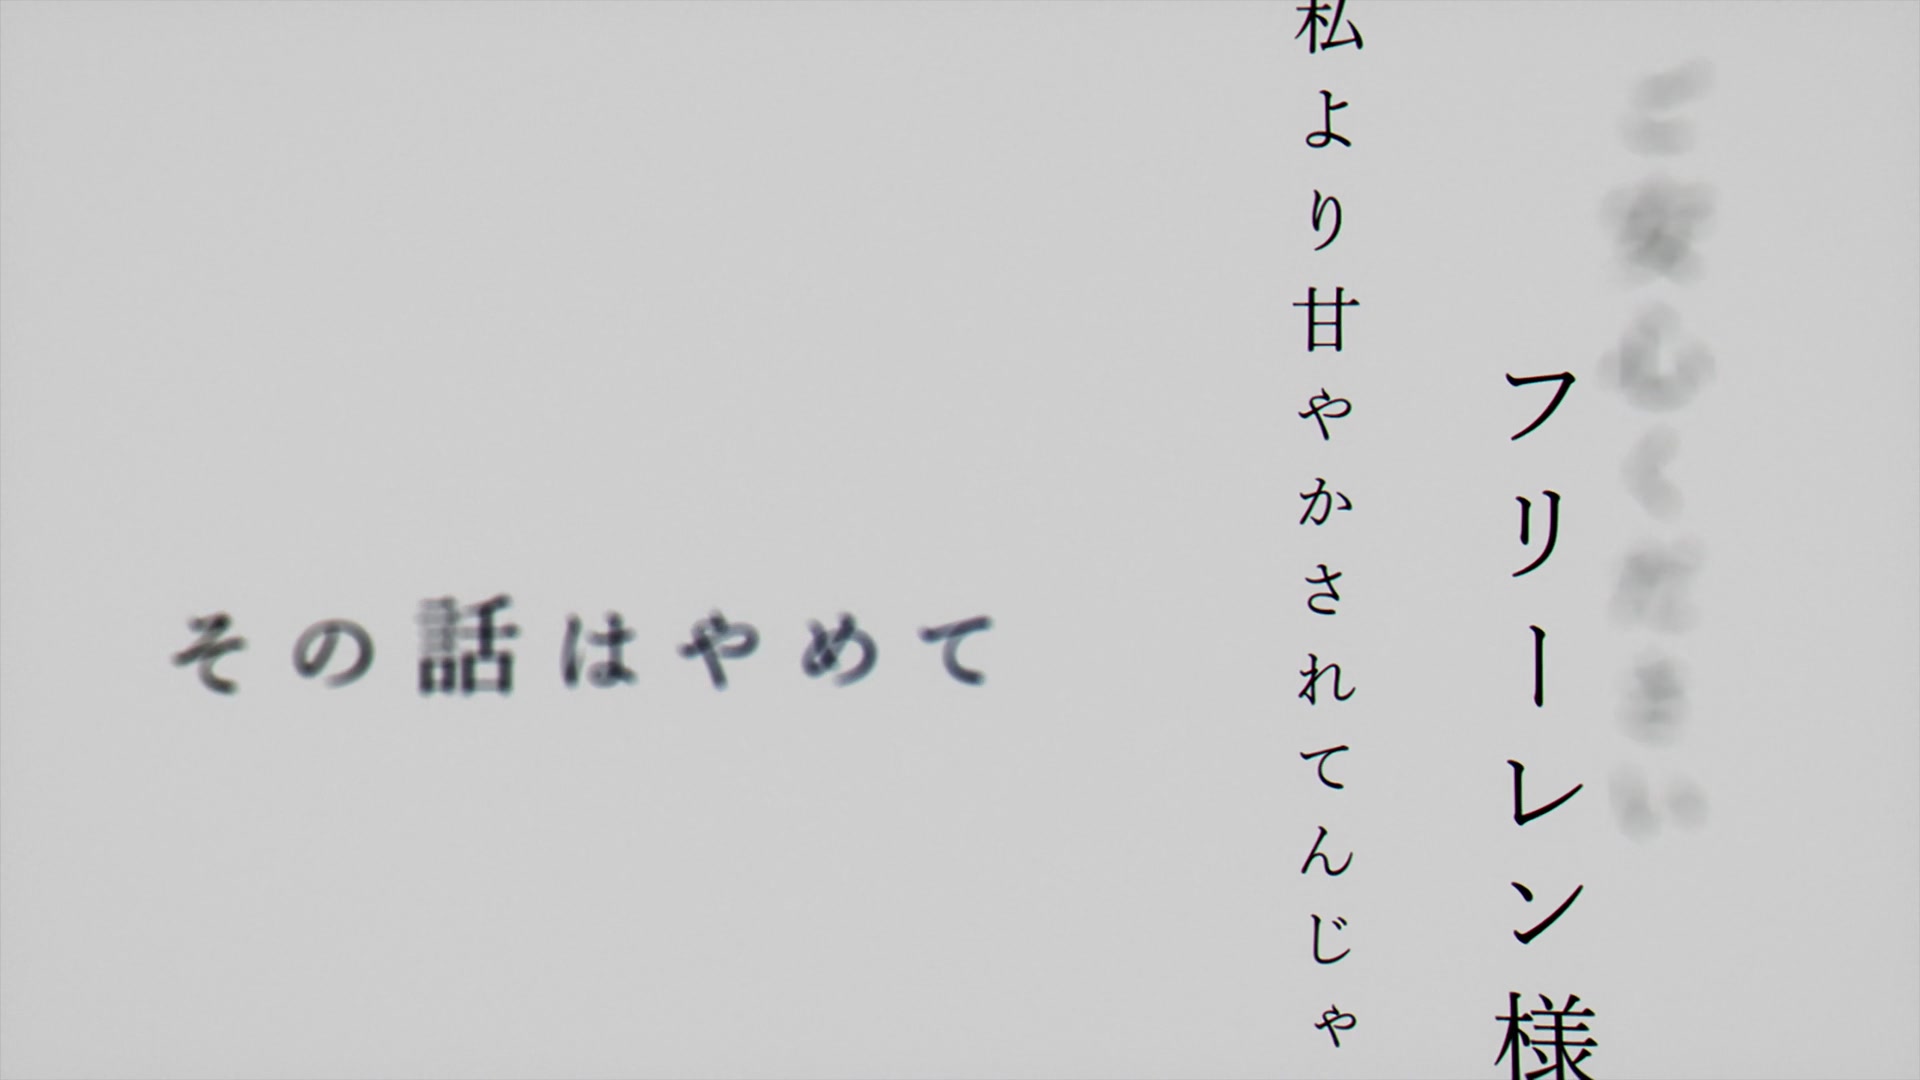 ご安心ください
フリーレン様
私より甘やかされてんじゃ
その話はやめて